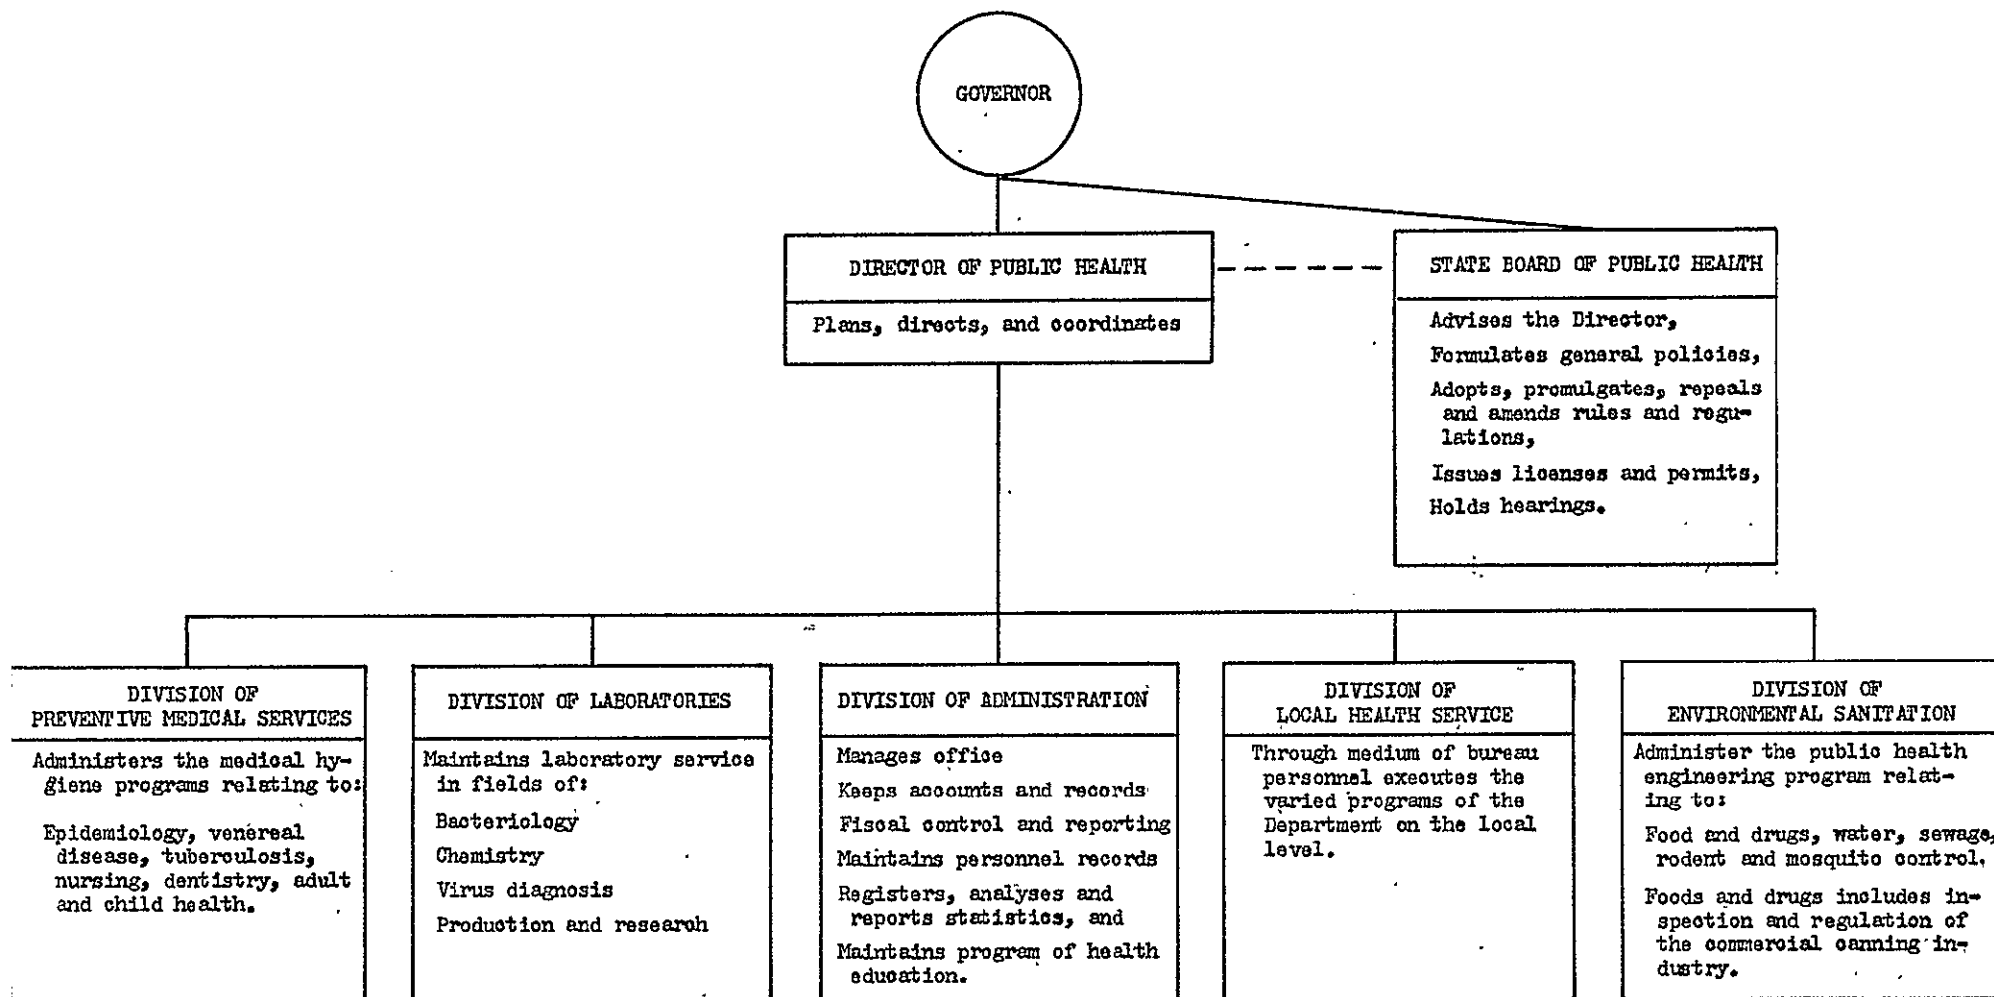 GOVERNOR
DIRECTOR OF PUBLIC HEALTH
Plans, directs, and coordinates
STATE BOARD OF PUBLIC HEALTH
Advises the Director,
Formulates general policies,
Adopts, promulgates, repeals
and amends rules and regu-
lations,
Issues licenses and permits,
Holds hearings.
DIVISION OF
PREVENTIVE MEDICAL SERVICES
Administers the medical hy-
giene programs relating to:
Epidemiology, venereal
disease, tuberculosis,
nursing, dentistry, adult
and child health.
DIVISION OF LABORATORIES
Maintains laboratory service
in fields of:
Bacteriology
Chemistry
Virus diagnosis
Production and research
DIVISION OF ADMINISTRATION
Manages office
Keeps accounts and records
Fiscal control and reporting
Maintains personnel records
Registers, analyses and
reports statistics, and
Maintains program of health
education.
DIVISION OF
LOCAL HEALTH SERVICE
Through medium of bureau
personnel executes the
varied programs of the
Department on the local
level.
DIVISION OF
ENVIRONMENTAL SANITATION
Administer the public health
engineering program relat-
ing to:
Food and drugs, water, sewage,
rodent and mosquito control.
Foods and drugs includes in-
spection and regulation of
the commercial canning in-
dustry.